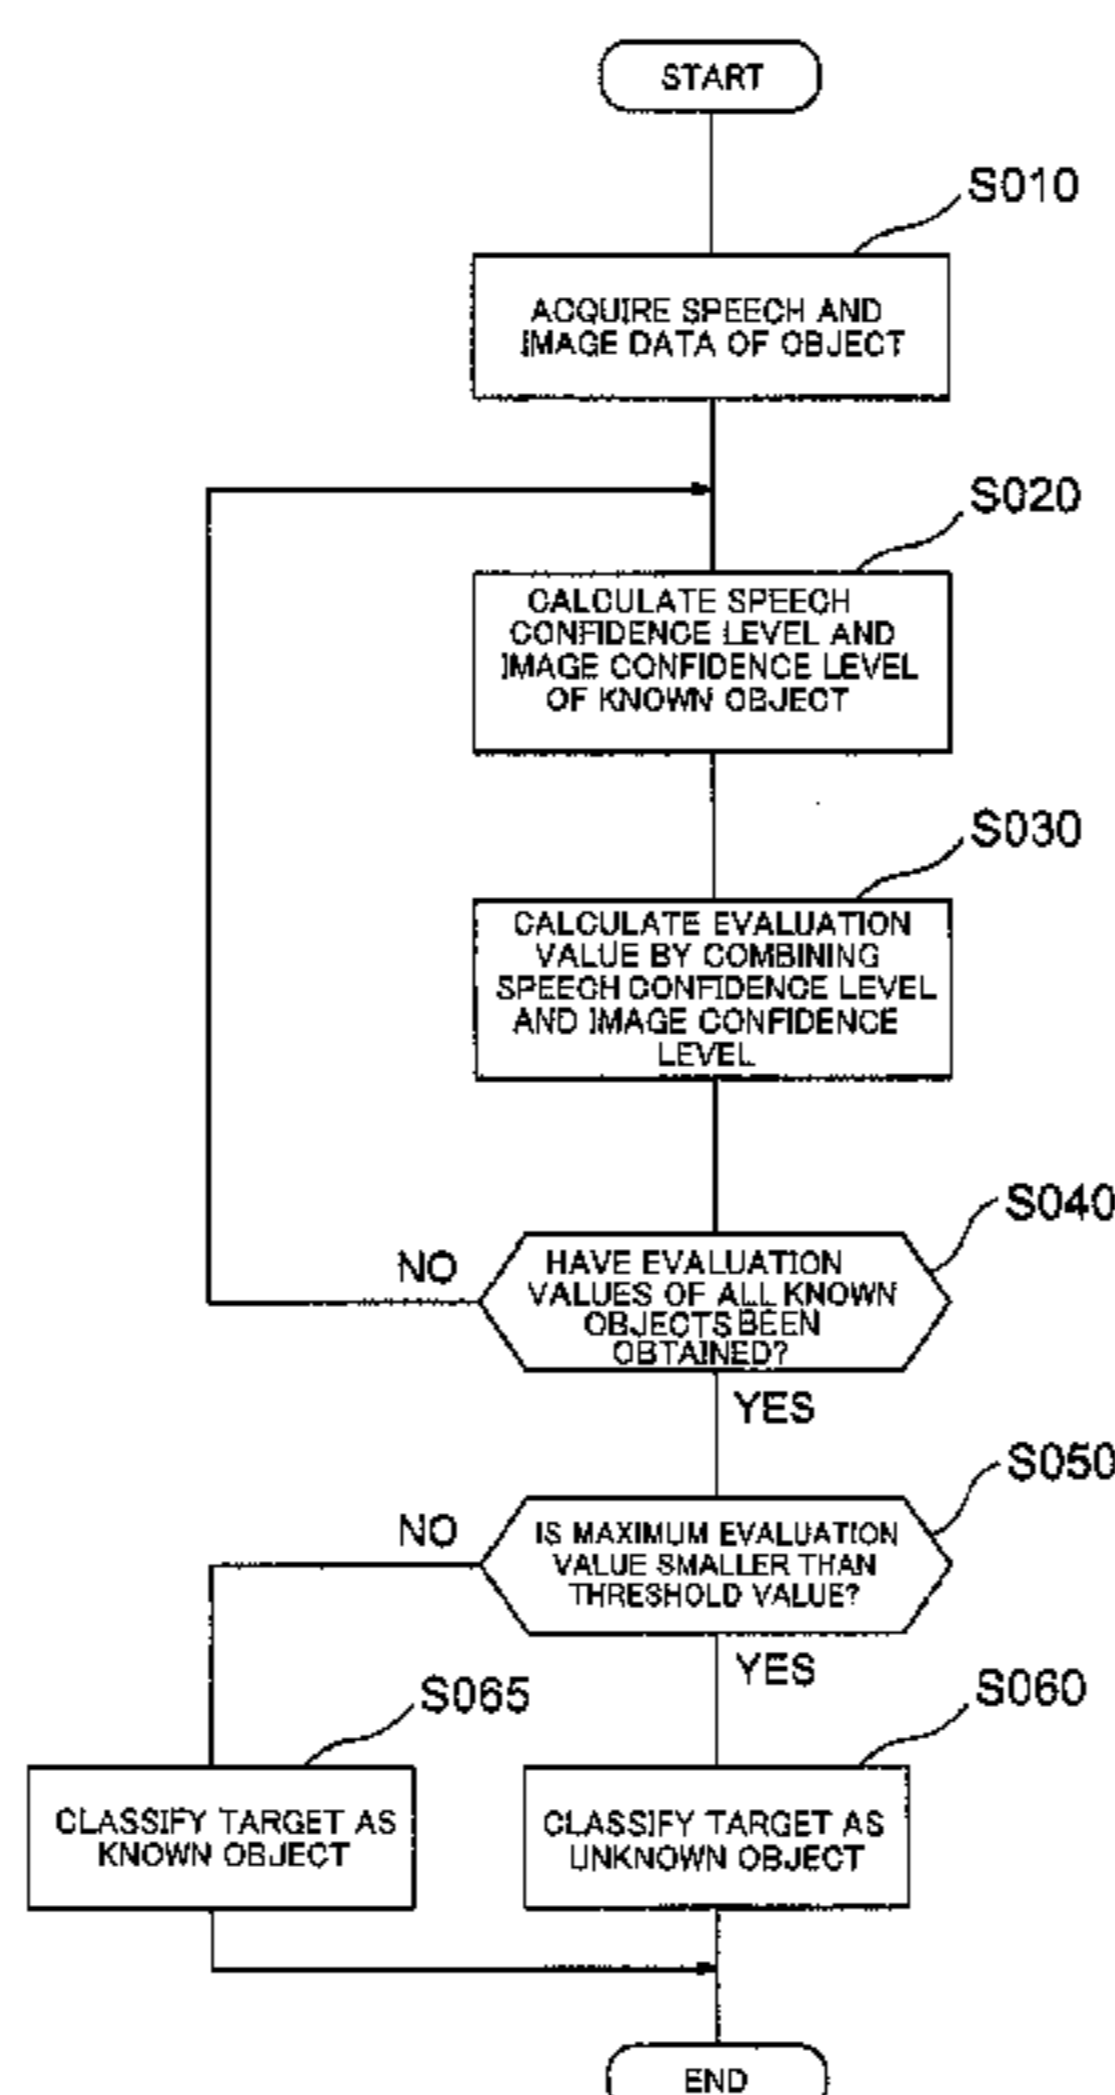 START
S010
ACQUIRE SPEECH AND
IMAGE DATA OF OBJECT
S020
CALCULATE SPEECH
CONFIDENCE LEVEL AND
IMAGE CONFIDENCE LEVEL
OF KNOWN OBJECT
S030
CALCULATE EVALUATION
VALUE BY COMBINING
SPEECH CONFIDENCE LEVEL
AND IMAGE CONFIDENCE
LEVEL
S040
NO
HAVE EVALUATION
VALUES OF ALL KNOWN
OBJECTS BEEN
OBTAINED?
YES
S050
NO
IS MAXIMUM EVALUATION
VALUE SMALLER THAN
THRESHOLD VALUE?
YES
S065
S060
CLASSIFY TARGET AS
KNOWN OBJECT
CLASSIFY TARGET AS
UNKNOWN OBJECT
END